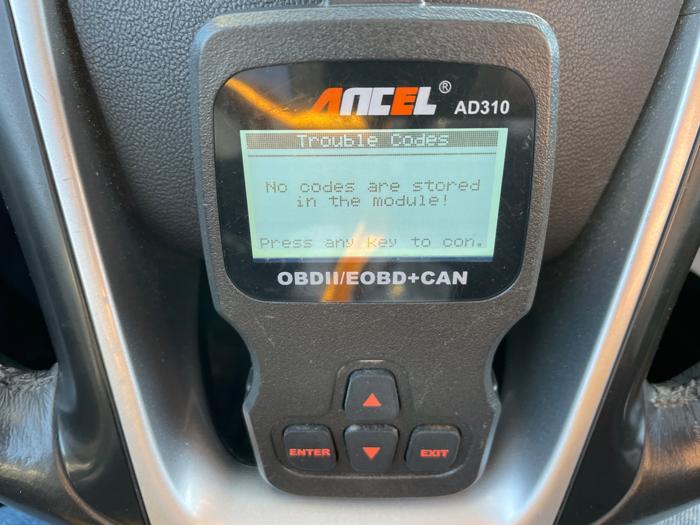 ANCEL® AD310
Trouble Codes
No codes are stored
in the module!
Press any key to con.
OBDII/EOBD+CAN
ENTER
EXIT